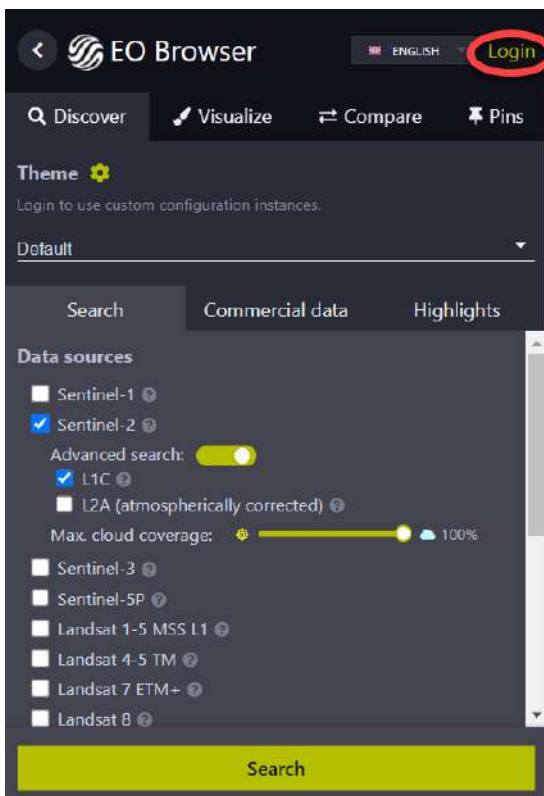 EO Browser ENGLISH Login
Discover Visualize Compare Pins
Theme
Login to use custom configuration instances.
Default
Search Commercial data Highlights
Data sources
Sentinel-1
Sentinel-2
Advanced search:
L1C
L2A (atmospherically corrected)
Max. cloud coverage: 100%
Sentinel-3
Sentinel-5P
Landsat 1-5 MSS L1
Landsat 4-5 TM
Landsat 7 ETM+
Landsat 8
Search